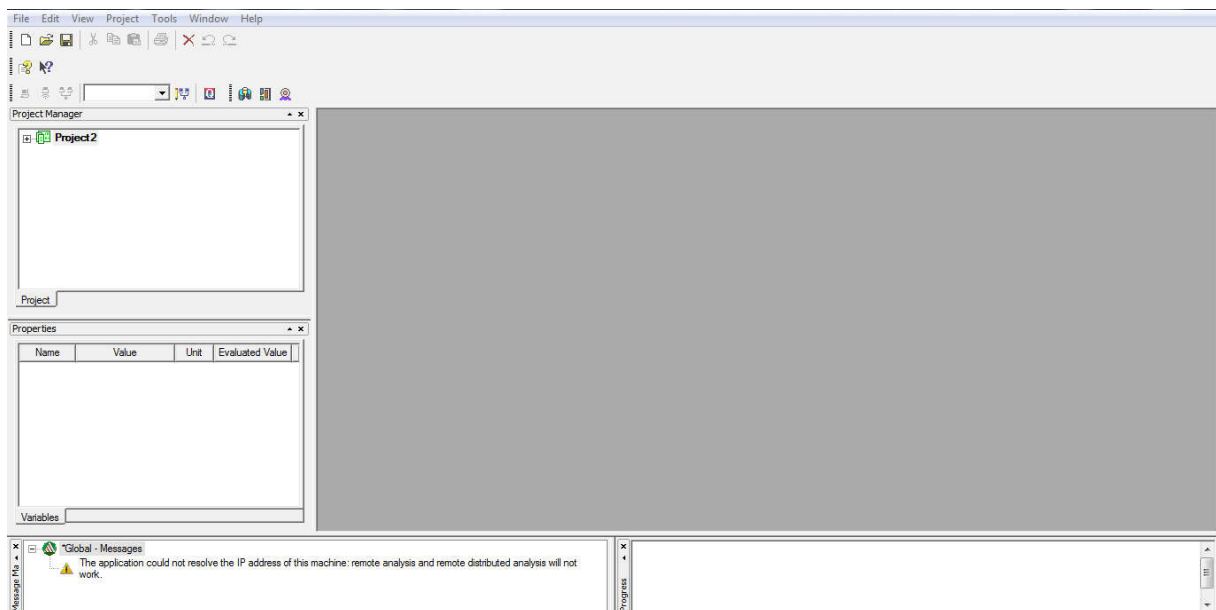 File Edit View Project Tools Window Help
Project Manager
Project2
Project
Properties
Name Value Unit Evaluated Value
Variables
Message Ma
*Global - Messages
The application could not resolve the IP address of this machine: remote analysis and remote distributed analysis will not
work.
Progress